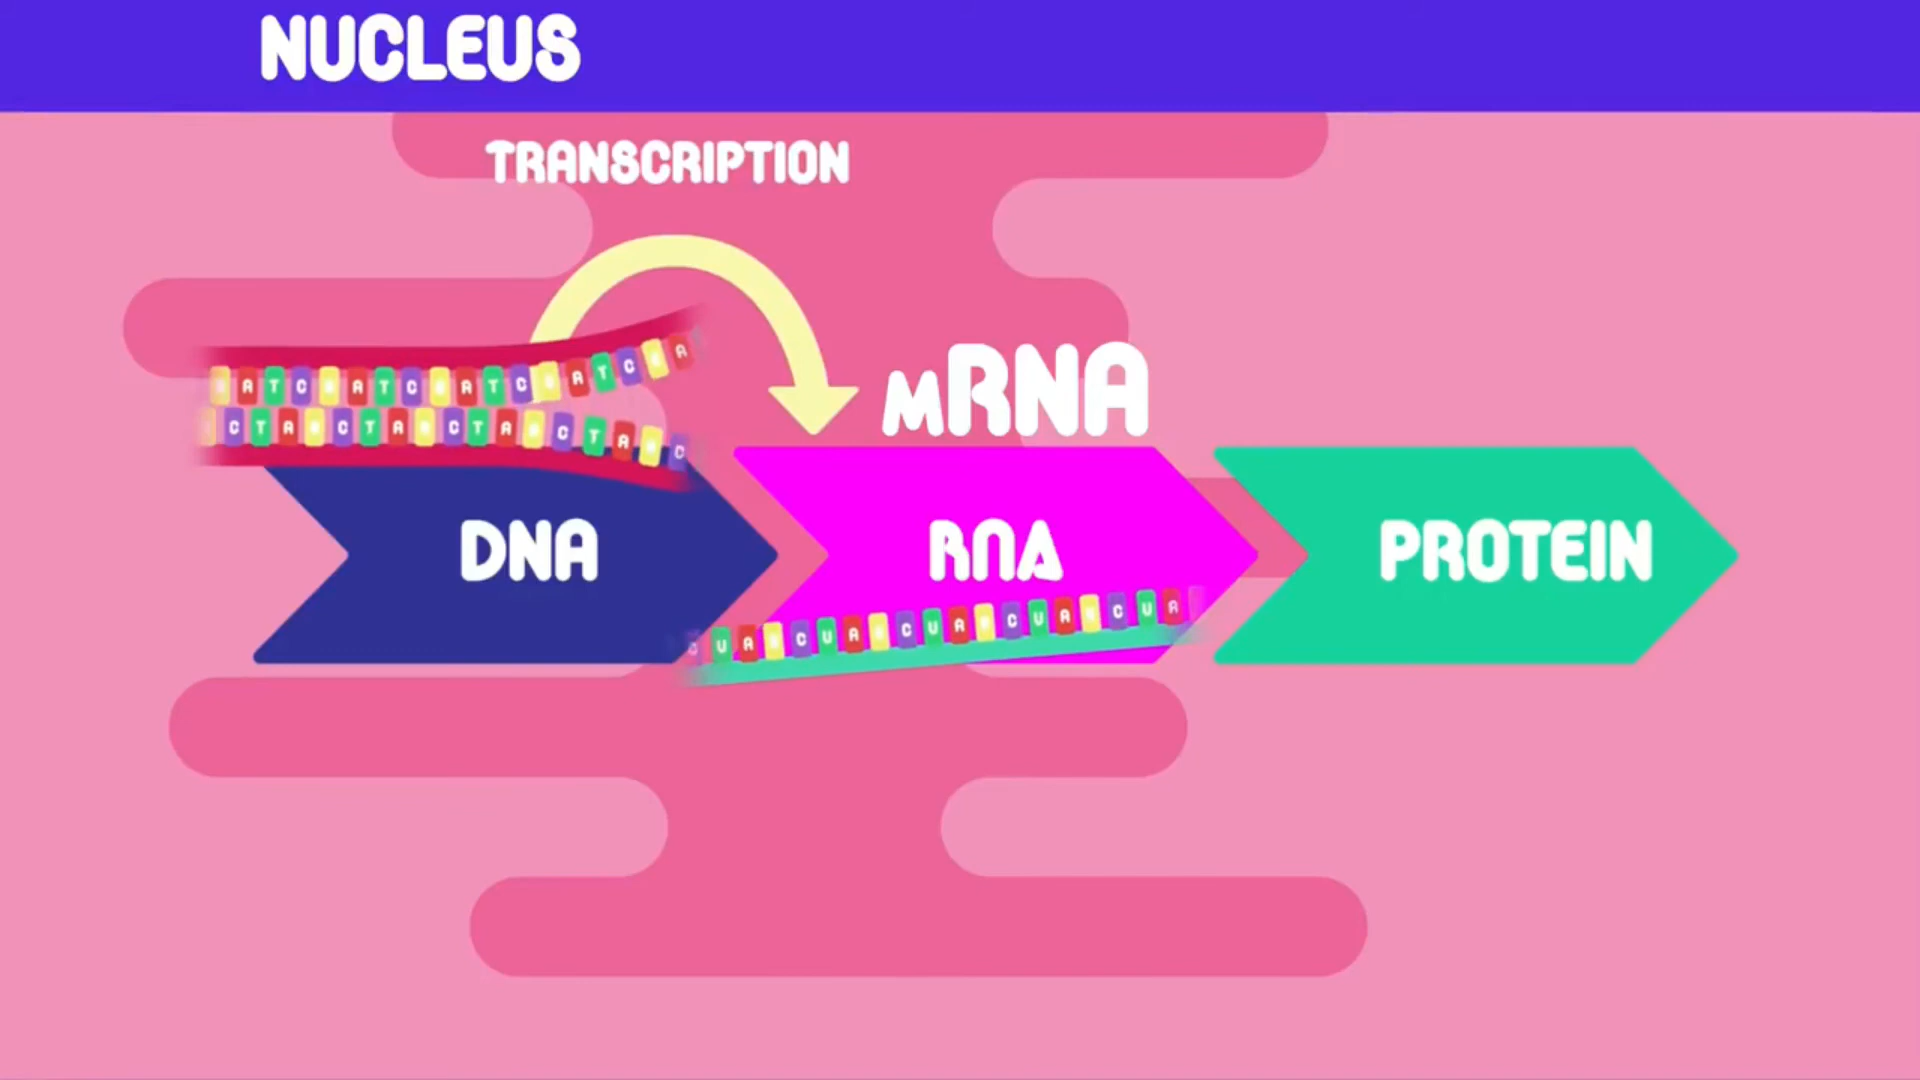 NUCLEUS
TRANSCRIPTION
mRNA
DNA
RNA
PROTEIN